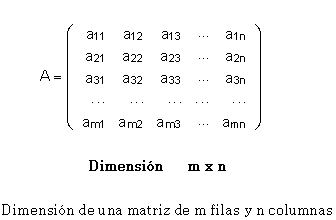 a11 a12 a13 ... a1n
a21 a22 a23 ... a2n
A = a31 a32 a33 ... a3n
... ... ... ... ...
am1 am2 am3 ... amn
Dimensión m x n
Dimensión de una matriz de m filas y n columnas